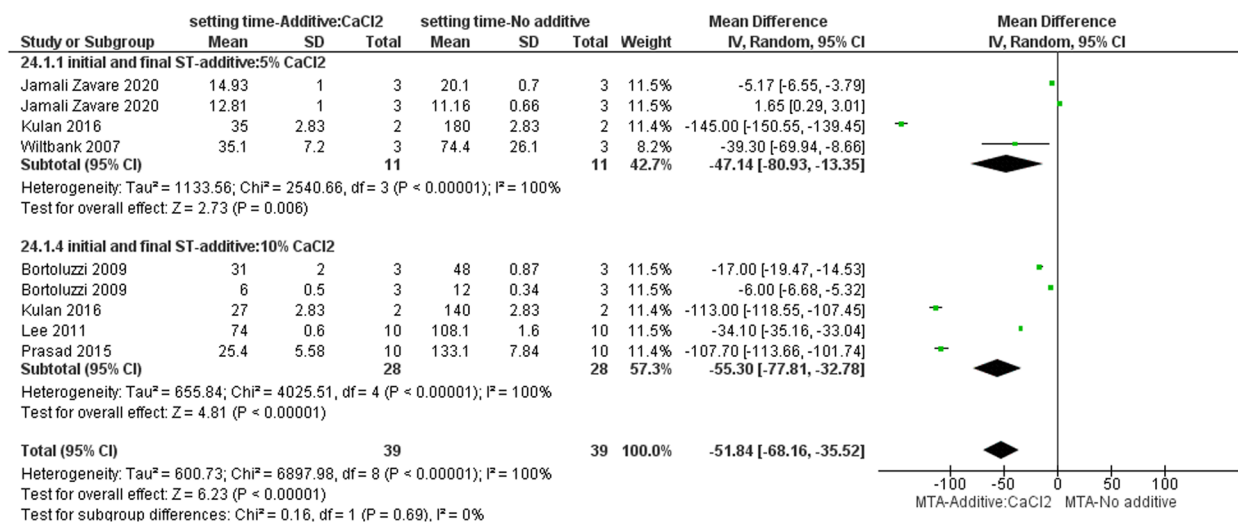 setting time-Additive:CaCl2 setting time-No additive Mean Difference Mean Difference
Study or Subgroup Mean SD Total Mean SD Total Weight IV, Random, 95% CI IV, Random, 95% CI
24.1.1 initial and final ST-additive:5% CaCl2
Jamali Zavare 2020 14.93 1 3 20.1 0.7 3 11.5% -5.17 [-6.55, -3.79]
Jamali Zavare 2020 12.81 1 3 11.16 0.66 3 11.5% 1.65 [0.29, 3.01]
Kulan 2016 35 2.83 2 180 2.83 2 11.4% -145.00 [-150.55, -139.45]
Wiltbank 2007 35.1 7.2 3 74.4 26.1 3 8.2% -39.30 [-69.94, -8.66]
Subtotal (95% CI) 11 11 42.7% -47.14 [-80.93, -13.35]
Heterogeneity: Tau² = 1133.56; Chi² = 2540.66, df = 3 (P < 0.00001); I² = 100%
Test for overall effect: Z = 2.73 (P = 0.006)
24.1.4 initial and final ST-additive:10% CaCl2
Bortoluzzi 2009 31 2 3 48 0.87 3 11.5% -17.00 [-19.47, -14.53]
Bortoluzzi 2009 6 0.5 3 12 0.34 3 11.5% -6.00 [-6.68, -5.32]
Kulan 2016 27 2.83 2 140 2.83 2 11.4% -113.00 [-118.55, -107.45]
Lee 2011 74 0.6 10 108.1 1.6 10 11.5% -34.10 [-35.16, -33.04]
Prasad 2015 25.4 5.58 10 133.1 7.84 10 11.4% -107.70 [-113.66, -101.74]
Subtotal (95% CI) 28 28 57.3% -55.30 [-77.81, -32.78]
Heterogeneity: Tau² = 655.84; Chi² = 4025.51, df = 4 (P < 0.00001); I² = 100%
Test for overall effect: Z = 4.81 (P < 0.00001)
Total (95% CI) 39 39 100.0% -51.84 [-68.16, -35.52]
Heterogeneity: Tau² = 600.73; Chi² = 6897.98, df = 8 (P < 0.00001); I² = 100%
Test for overall effect: Z = 6.23 (P < 0.00001)
Test for subgroup differences: Chi² = 0.16, df = 1 (P = 0.69), I² = 0%
-100 -50 0 50 100
MTA-Additive:CaCl2 MTA-No additive